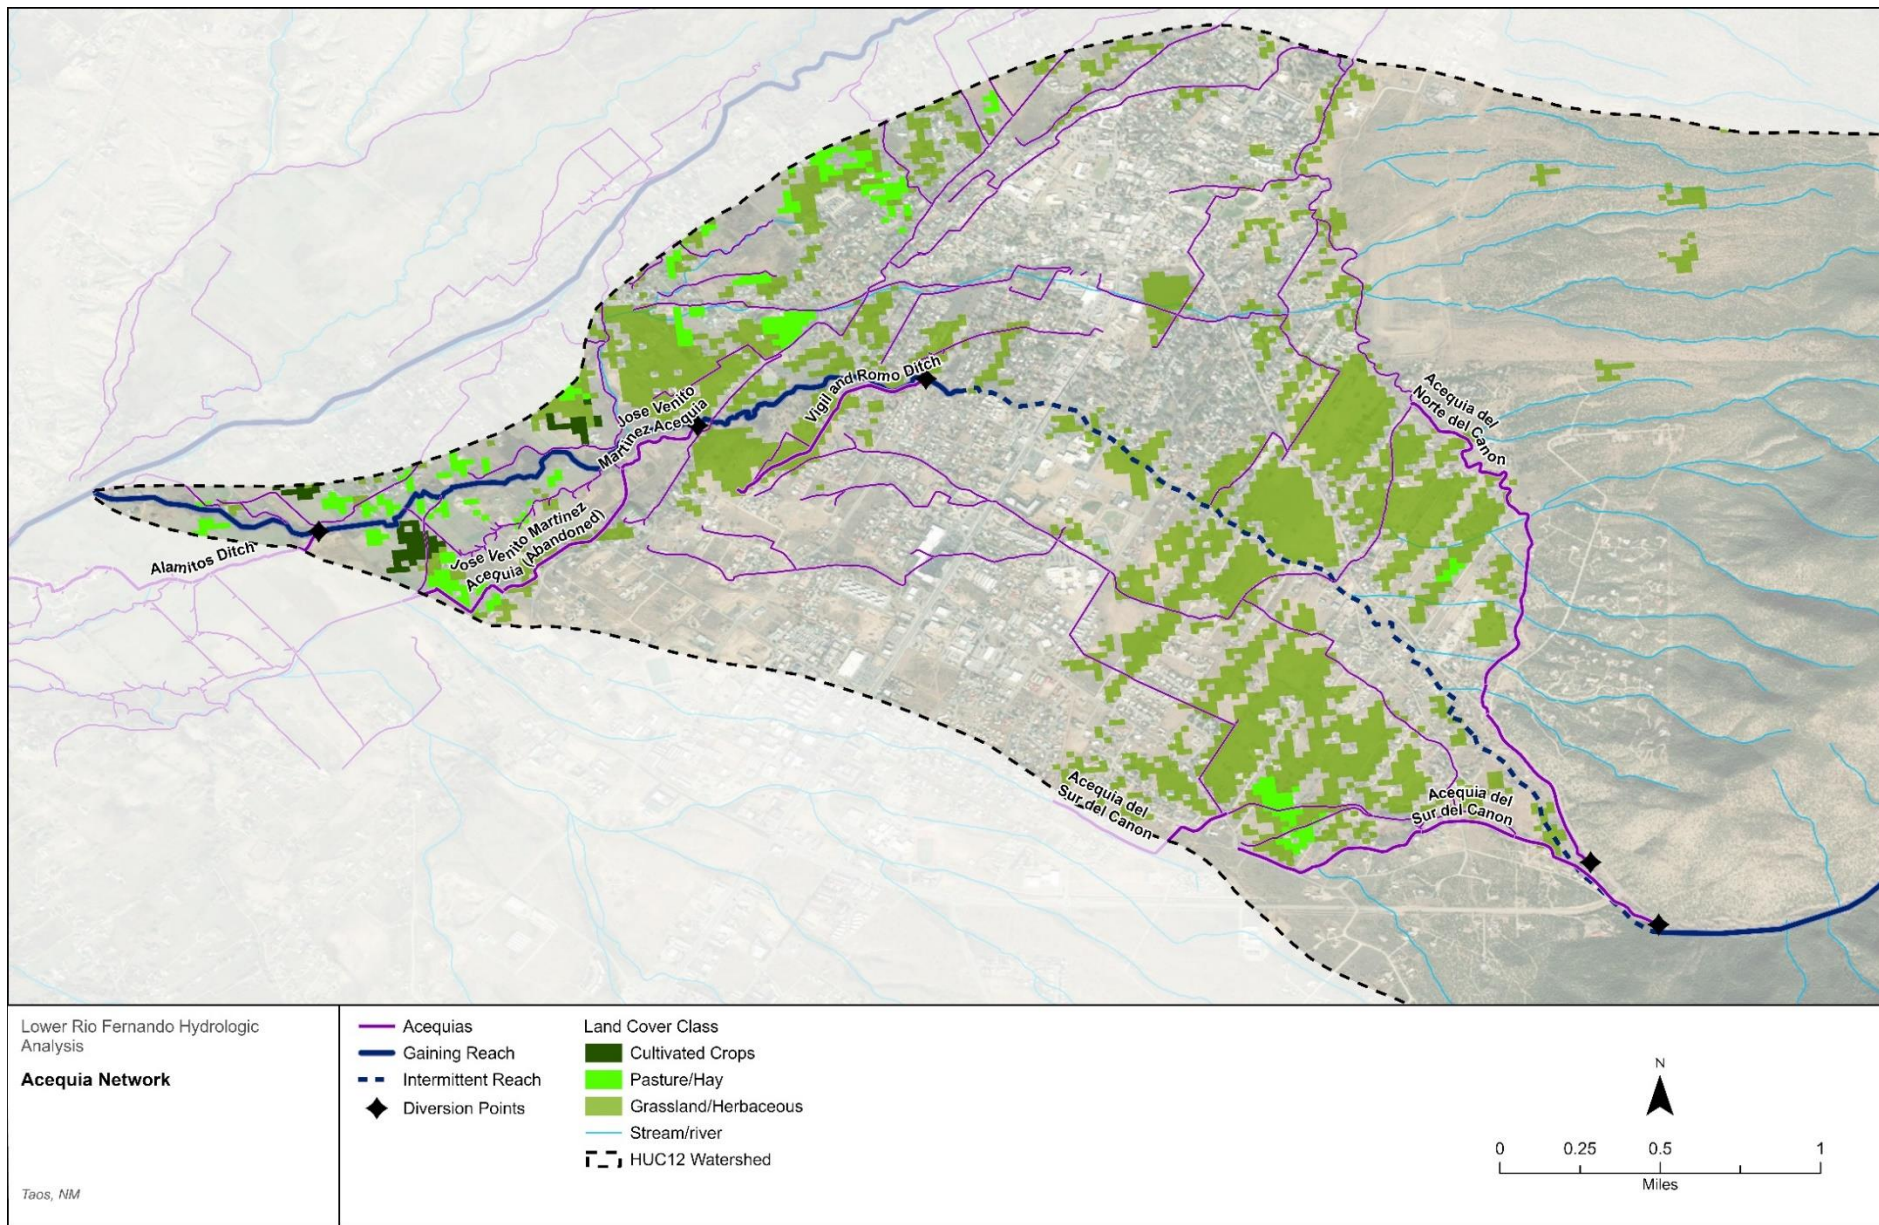 Acequia del
Norte del Canon
Vigil and Romo Ditch
Jose Venito
Martinez Acequia
Jose Venito Martinez
Acequia (Abandoned)
Alamitos Ditch
Acequia del
Sur del Canon
Acequia del
Sur del Canon
Lower Rio Fernando Hydrologic
Analysis
Acequia Network
Taos, NM
Acequias
Gaining Reach
Intermittent Reach
Diversion Points
Land Cover Class
Cultivated Crops
Pasture/Hay
Grassland/Herbaceous
Stream/river
HUC12 Watershed
N
0 0.25 0.5 1
Miles